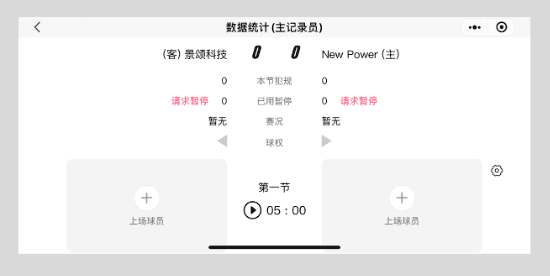 数据统计(主记录员)
(客) 景颂科技 0 0 New Power (主)
0 本节犯规 0
请求暂停 0 已用暂停 0 请求暂停
暂无 赛况 暂无
球权
第一节
05 : 00
上场球员 上场球员